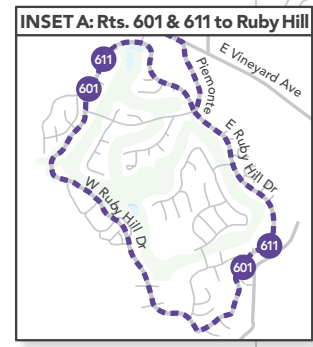 INSET A: Rts. 601 & 611 to Ruby Hill
611
601
E Vineyard Ave
Piemonte
E Ruby Hill Dr
W Ruby Hill Dr
611
601